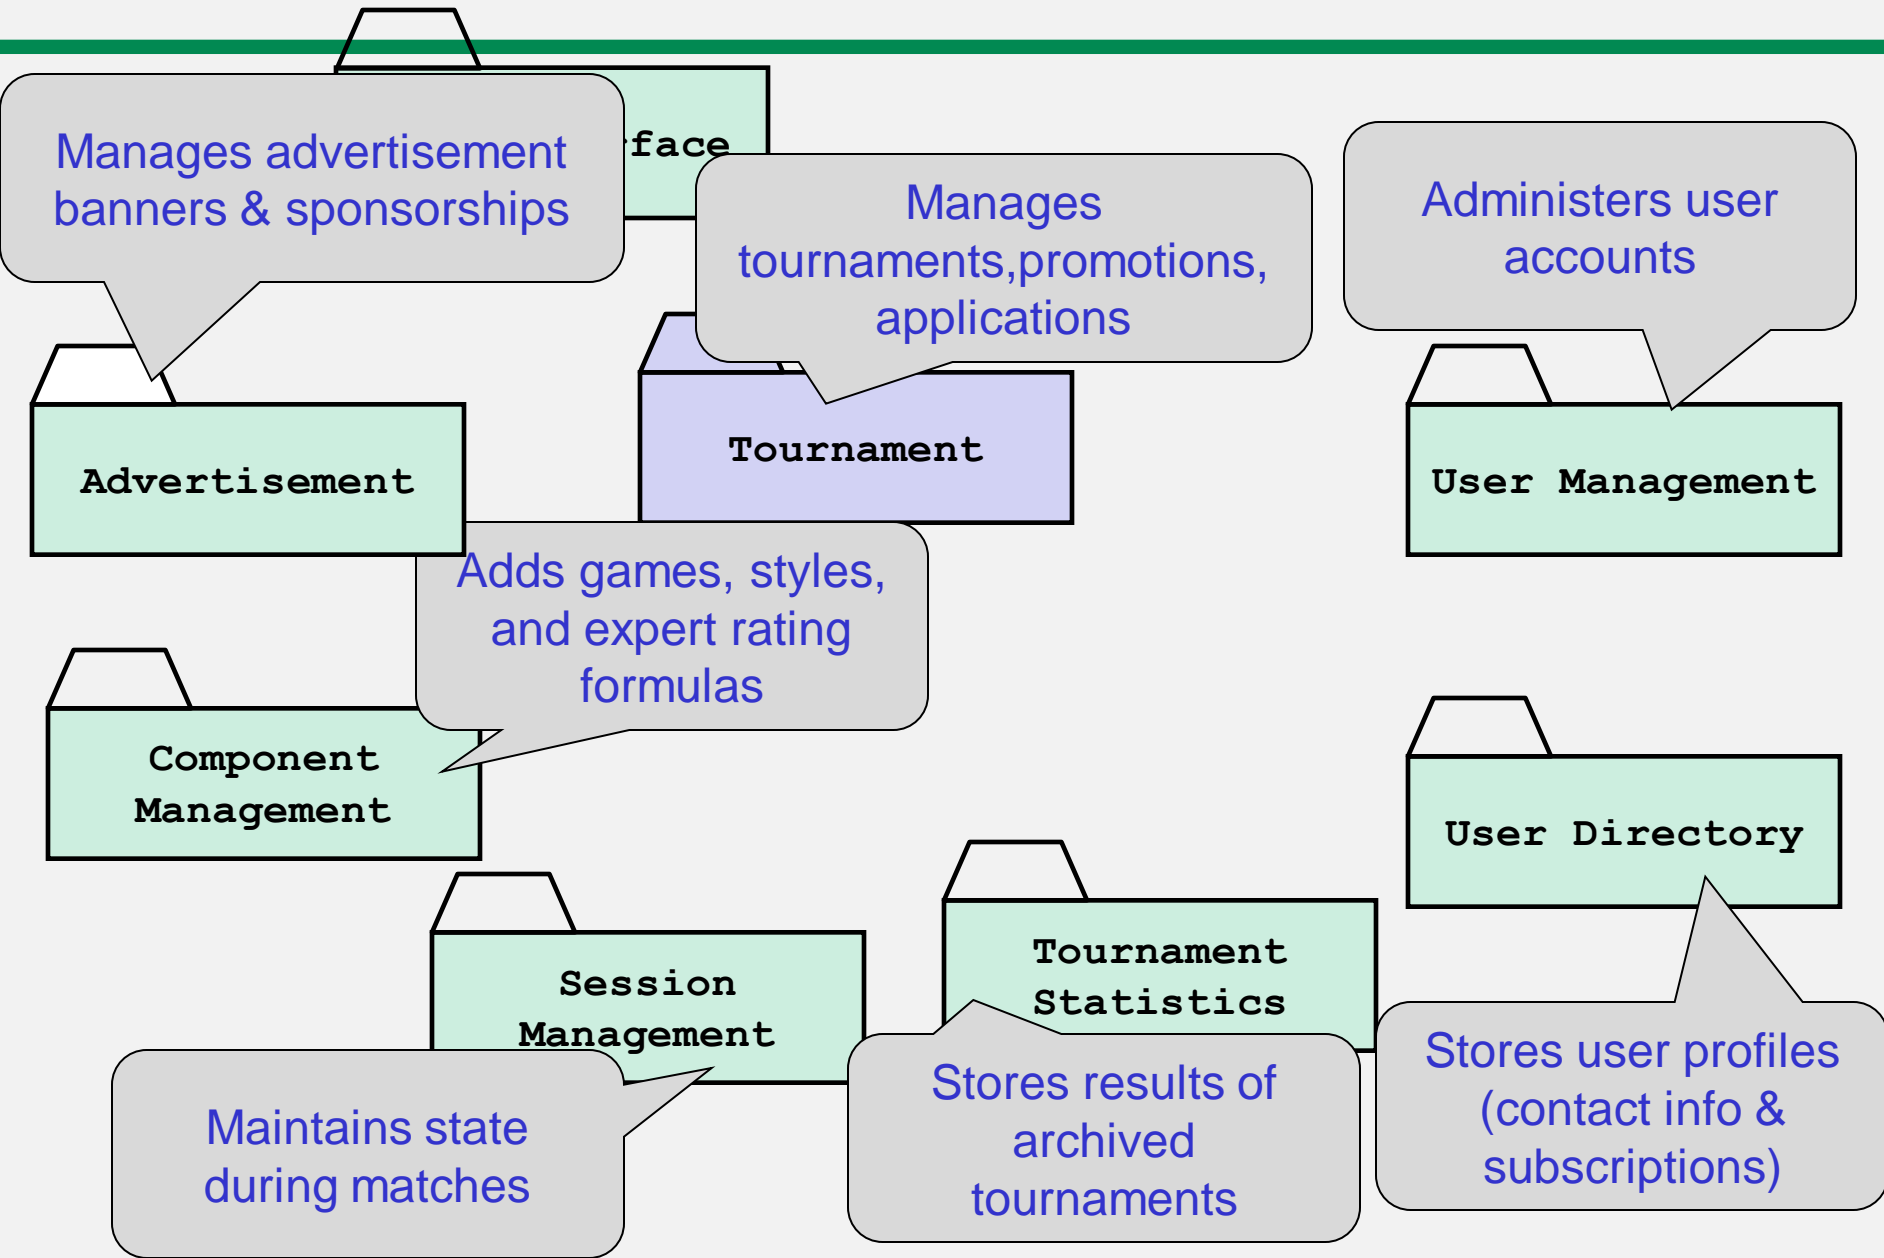 Manages advertisement
banners & sponsorships
face
Manages
tournaments,promotions,
applications
Administers user
accounts
Advertisement
Tournament
User Management
Adds games, styles,
and expert rating
formulas
Component
Management
User Directory
Session
Management
Tournament
Statistics
Maintains state
during matches
Stores results of
archived
tournaments
Stores user profiles
(contact info &
subscriptions)